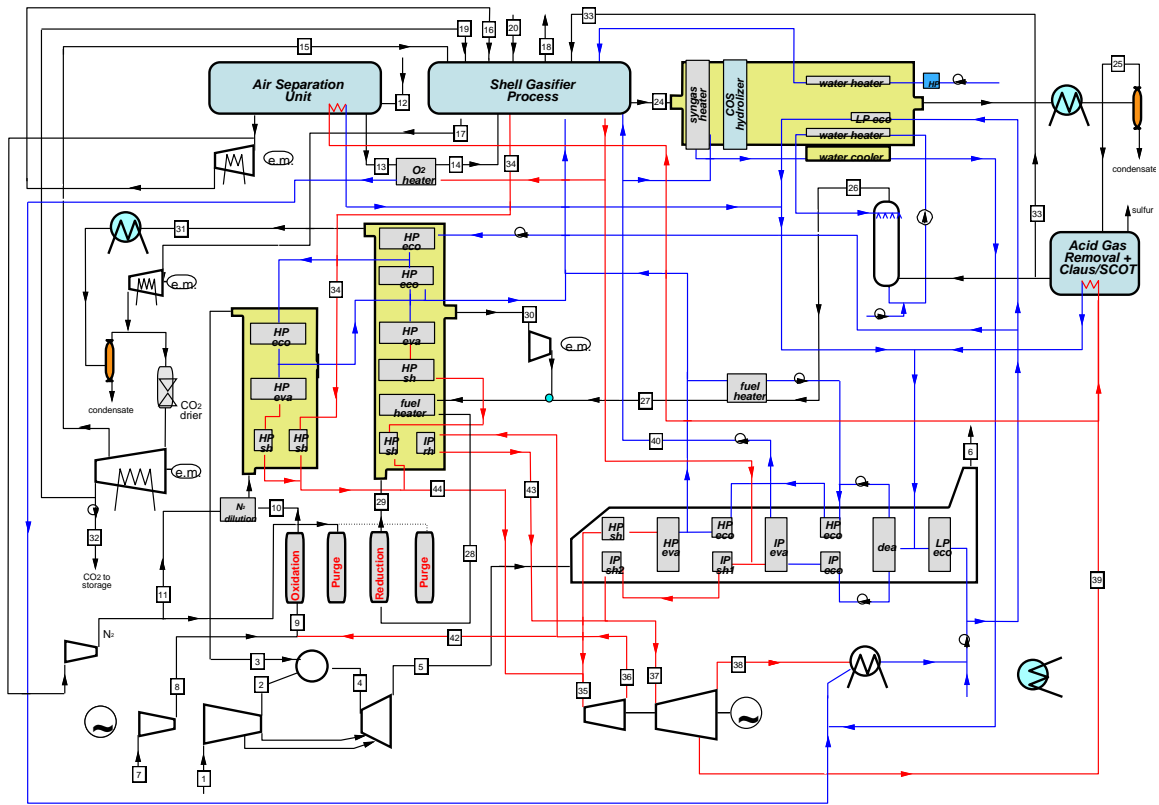 33
19
16
20
18
15
25
Air Separation
Unit
Shell Gasifier
Process
syngas
heater
COS
hydrolizer
water heater
HP
12
24
LP eco
water heater
water cooler
17
e.m.
13
O2
heater
14
34
condensate
26
33
sulfur
31
HP
eco
Acid Gas
Removal +
Claus/SCOT
HP
eco
e.m.
34
30
HP
eco
HP
eva
e.m.
HP
sh
HP
eva
fuel
heater
fuel
heater
27
condensate
CO2
drier
HP
sh
HP
sh
HP
sh
IP
rh
40
6
e.m.
44
43
29
N2
dilution
10
HP
sh
HP
eva
HP
eco
IP
eva
HP
eco
dea
LP
eco
32
Oxidation
Purge
Reduction
Purge
28
IP
sh2
IP
sh1
IP
eco
CO2 to
storage
11
39
9
N2
42
3
5
38
8
2
4
35
36
37
7
1